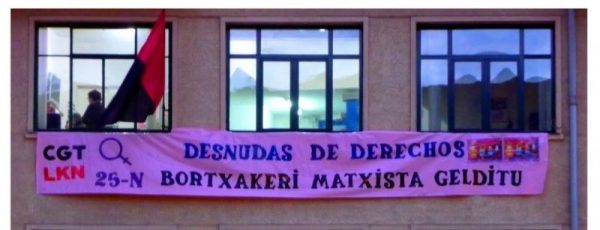 CGT
LKN
25-N
DESNUDAS DE DERECHOS
BORTXAKERI MATXISTA GELDITU